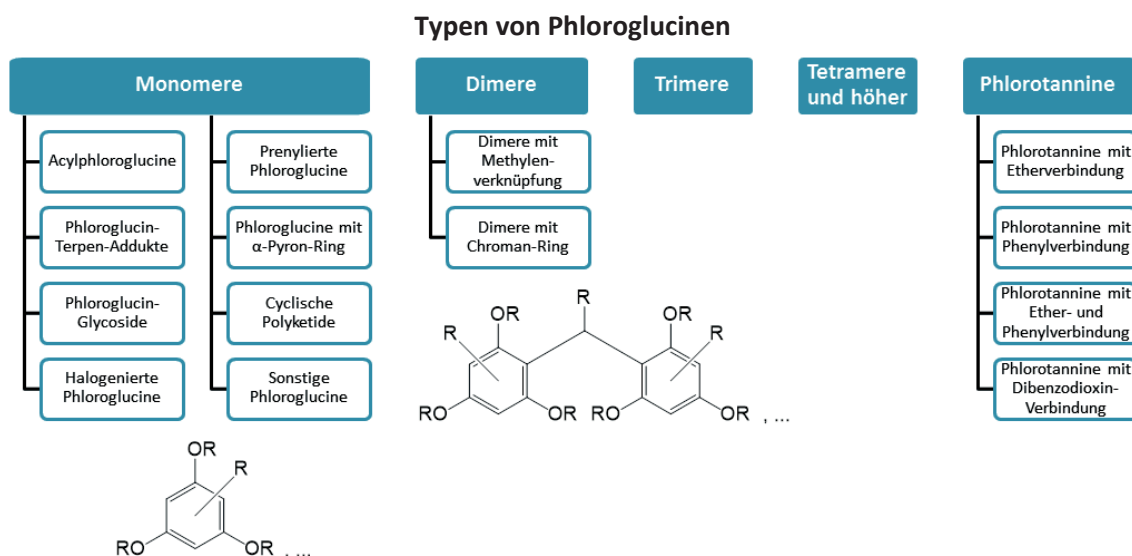 Typen von Phloroglucinen
Monomere
Acylphloroglucine
Phloroglucin-
Terpen-Addukte
Phloroglucin-
Glycoside
Halogenierte
Phloroglucine
Prenylierte
Phloroglucine
Phloroglucine mit
α-Pyron-Ring
Cyclische
Polyketide
Sonstige
Phloroglucine
OR
R
RO
OR
, ...
Dimere
Dimere mit
Methylen-
verknüpfung
Dimere mit
Chroman-Ring
R
OR
OR
R
R
RO
OR
RO
OR
, ...
Trimere
Tetramere
und höher
Phlorotannine
Phlorotannine mit
Etherverbindung
Phlorotannine mit
Phenylverbindung
Phlorotannine mit
Ether- und
Phenylverbindung
Phlorotannine mit
Dibenzodioxin-
Verbindung